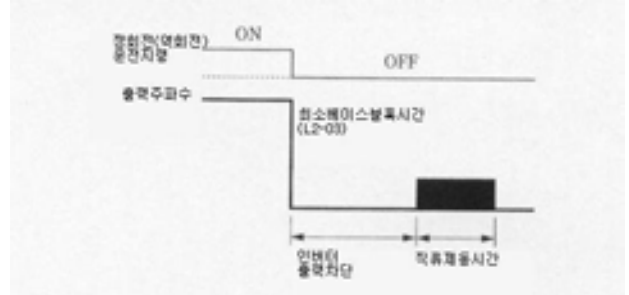 정회전(역회전) ON
운전지령
OFF
출력주파수
최소베이스블록시간
(L2-03)
인버터
출력차단
직류제동시간